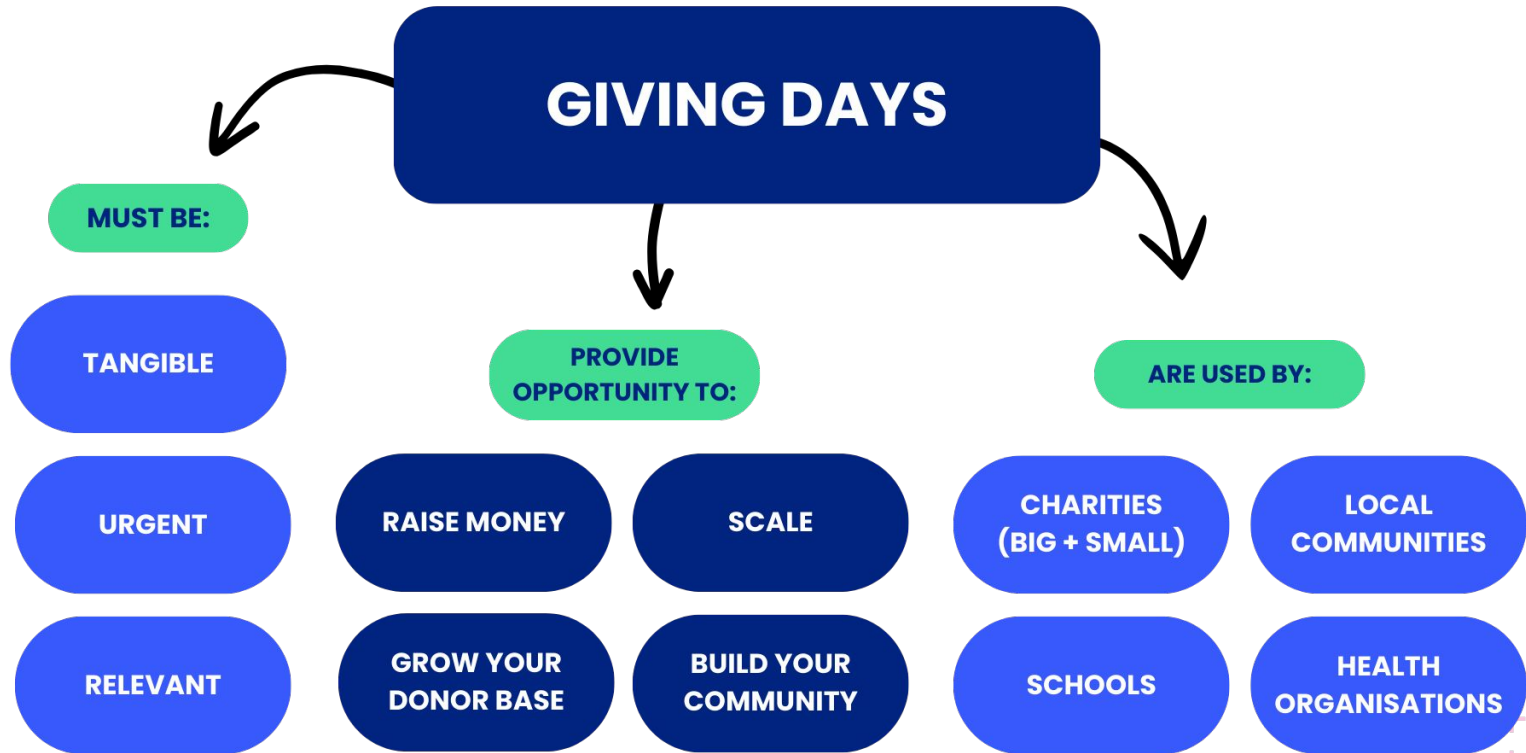 GIVING DAYS
MUST BE:
TANGIBLE
URGENT
RELEVANT
PROVIDE
OPPORTUNITY TO:
RAISE MONEY
SCALE
GROW YOUR
DONOR BASE
BUILD YOUR
COMMUNITY
ARE USED BY:
CHARITIES
(BIG + SMALL)
LOCAL
COMMUNITIES
SCHOOLS
HEALTH
ORGANISATIONS